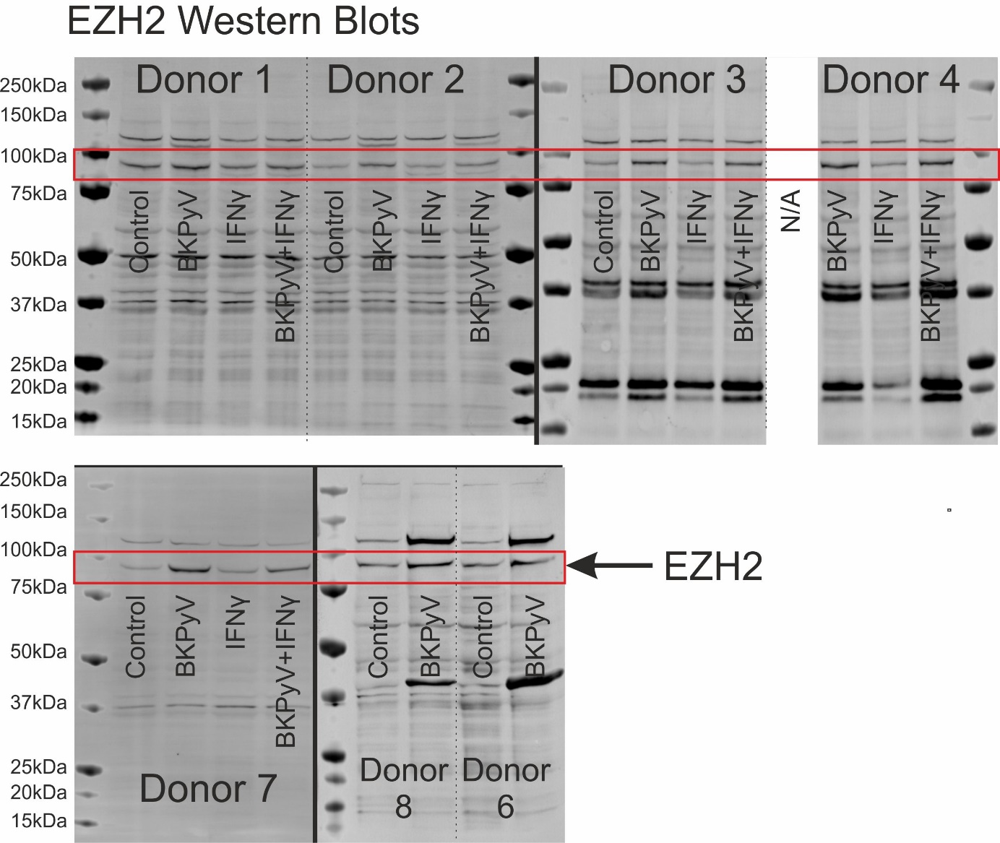 EZH2 Western Blots
Donor 1
Donor 2
Donor 3
Donor 4
250kDa
150kDa
100kDa
75kDa
50kDa
37kDa
25kDa
20kDa
15kDa
Control
BKPyV
IFNγ
BKPyV+IFNγ
Control
BKPyV
IFNγ
BKPyV+IFNγ
Control
BKPyV
IFNγ
BKPyV+IFNγ
N/A
BKPyV
IFNγ
BKPyV+IFNγ
250kDa
150kDa
100kDa
75kDa
50kDa
37kDa
25kDa
20kDa
15kDa
EZH2
Control
BKPyV
IFNγ
BKPyV+IFNγ
Control
BKPyV
Control
BKPyV
Donor 7
Donor
8
Donor
6